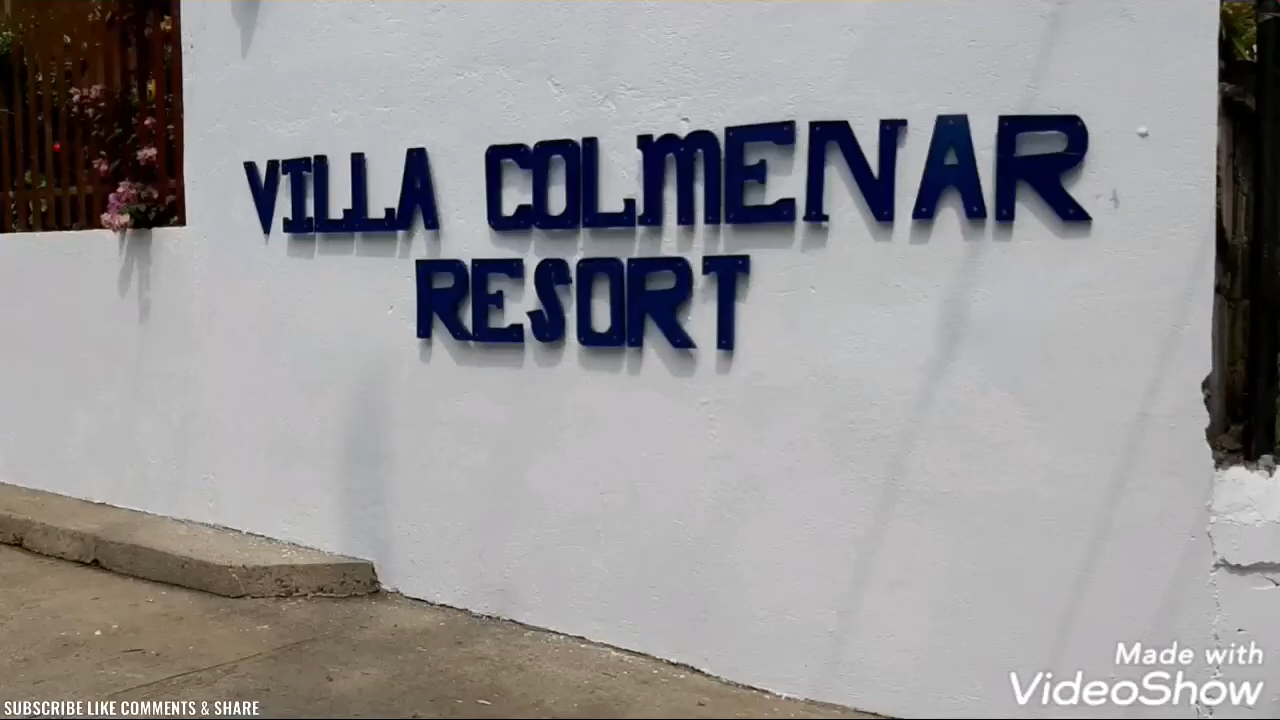 VILLA COLMENAR
RESORT
Made with
VideoShow
SUBSCRIBE LIKE COMMENTS & SHARE